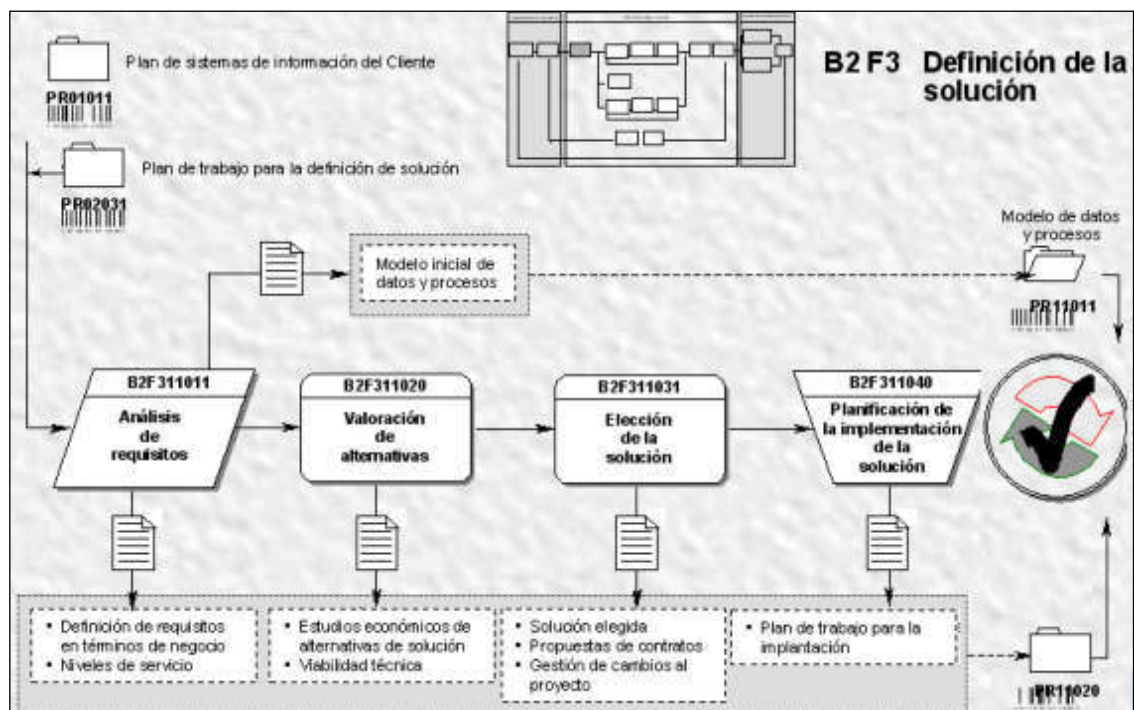 B2 F3 Definición de la
solución
Plan de sistemas de información del Cliente
PR01011
Plan de trabajo para la definición de solución
PR02031
Modelo de datos
y procesos
PR11011
Modelo inicial de
datos y procesos
B2F311011
Análisis
de
requisitos
B2F311020
Valoración
de
alternativas
B2F311031
Elección
de la
solución
B2F311040
Planificación de
la implementación
de la
solución
• Definición de requisitos
en términos de negocio
• Niveles de servicio
• Estudios económicos de
alternativas de solución
• Viabilidad técnica
• Solución elegida
• Propuestas de contratos
• Gestión de cambios al
proyecto
• Plan de trabajo para la
implantación
PR11020